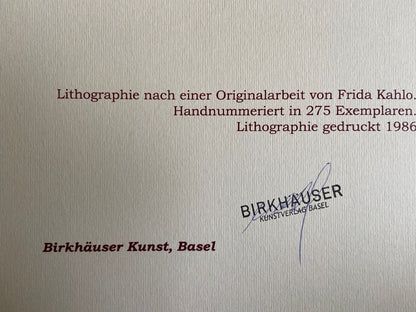 Lithographie nach einer Originalarbeit von Frida Kahlo.
Handnummeriert in 275 Exemplaren.
Lithographie gedruckt 1986
BIRKHÄUSER
KUNSTVERLAG BASEL
Birkhäuser Kunst, Basel